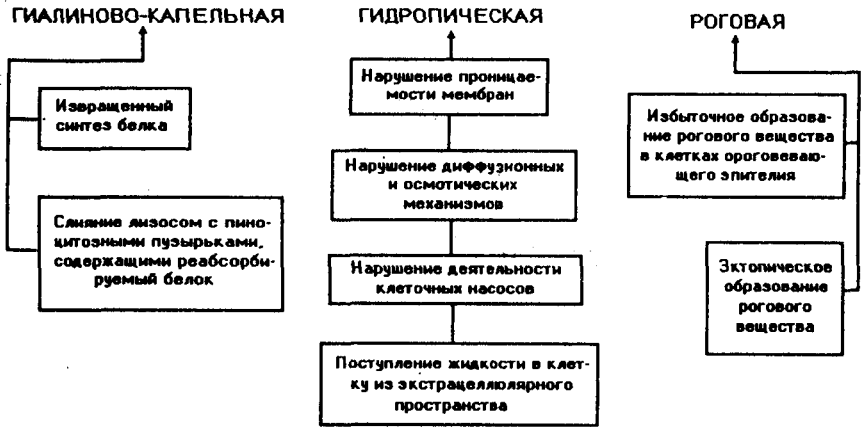 ГИАЛИНОВО-КАПЕЛЬНАЯ
Извращенный
синтез белка
Слияние лизосом с пино-
цитозными пузырьками,
содержащими реабсорби-
руемый белок
ГИДРОПИЧЕСКАЯ
Нарушение проницае-
мости мембран
Нарушение диффузионных
и осмотических
механизмов
Нарушение деятельности
клеточных насосов
Поступление жидкости в клет-
ку из экстрацеллюлярного
пространства
РОГОВАЯ
Избыточное образова-
ние рогового вещества
в клетках ороговеваю-
щего эпителия
Эктопическое
образование
рогового
вещества